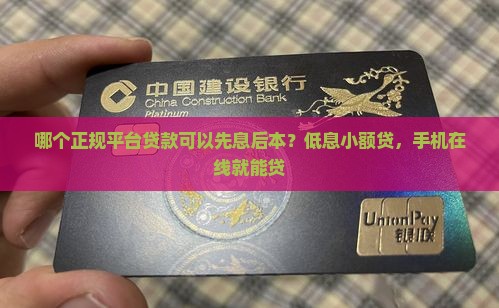 中国建设银行
China Construction Bank
Platinum
哪个正规平台贷款可以先息后本？低息小额贷，手机在
线就能贷
UnionPay
银联